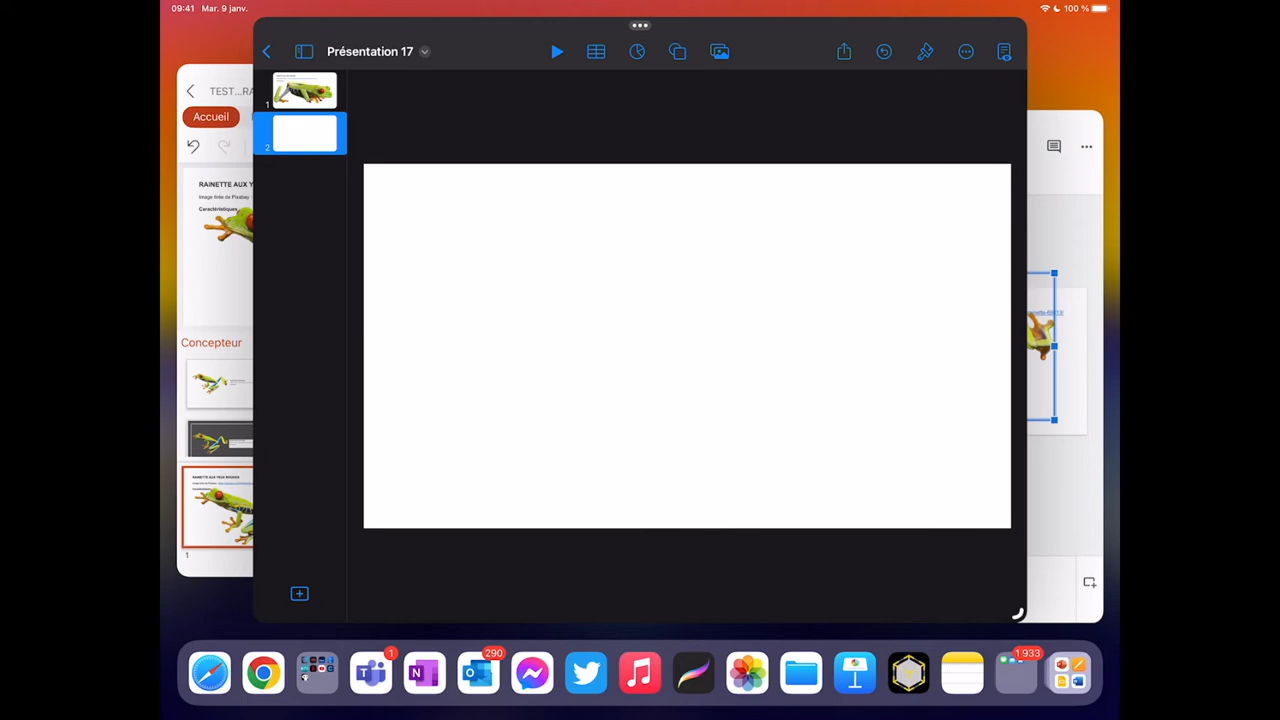 09:41 Mar. 9 janv.
100 %
Présentation 17
TEST...
Accueil
RAINETTE AUX Y
Image tirée de Pixabay
Caractéristiques
Concepteur
RAINETTE AUX YEUX ROUGES
1
1
2
1
290
1 933